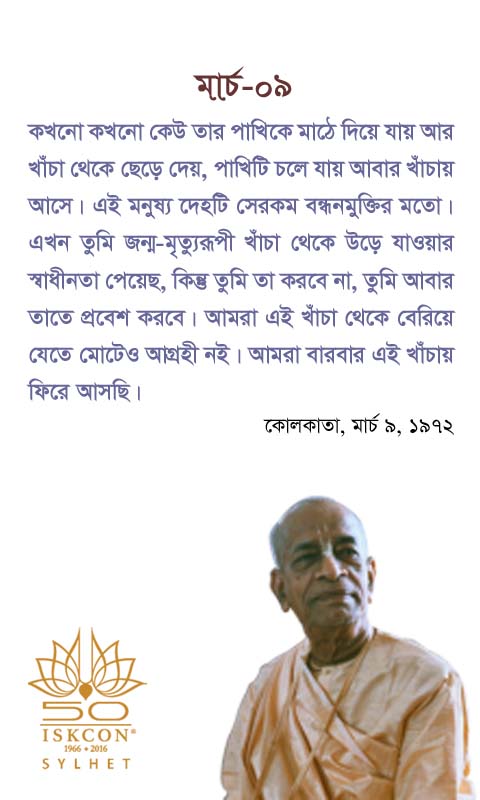 মার্চ-০৯
কখনো কখনো কেউ তার পাখিকে মাঠে দিয়ে যায় আর
খাঁচা থেকে ছেড়ে দেয়, পাখিটি চলে যায় আবার খাঁচায়
আসে। এই মনুষ্য দেহটি সেরকম বন্ধনমুক্তির মতো।
এখন তুমি জন্ম-মৃত্যুরূপী খাঁচা থেকে উড়ে যাওয়ার
স্বাধীনতা পেয়েছ, কিন্তু তুমি তা করবে না, তুমি আবার
তাতে প্রবেশ করবে। আমরা এই খাঁচা থেকে বেরিয়ে
যেতে মোটেও আগ্রহী নই। আমরা বারবার এই খাঁচায়
ফিরে আসছি।
কোলকাতা, মার্চ ৯, ১৯৭২
50
ISKCON®
1966 • 2016
SYLHET